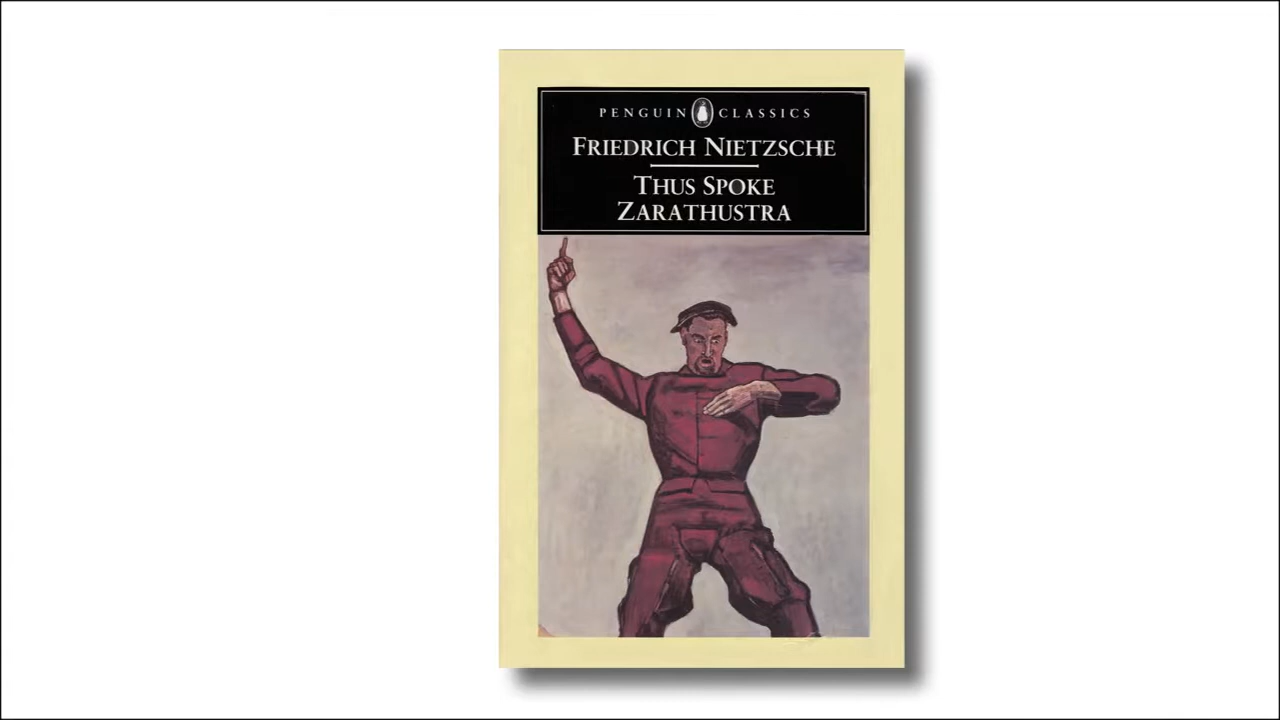 PENGUIN CLASSICS
FRIEDRICH NIETZSCHE
THUS SPOKE
ZARATHUSTRA